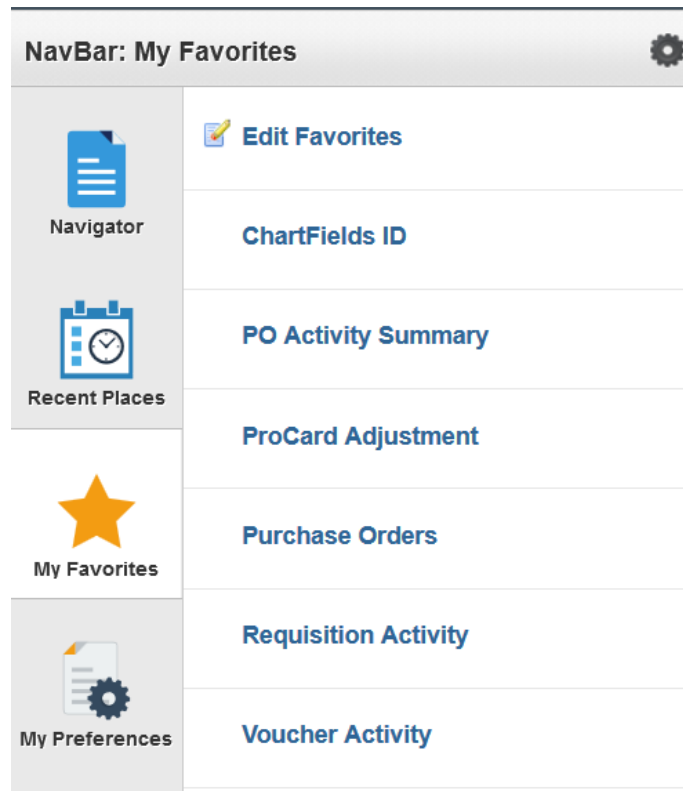 NavBar: My Favorites
Navigator
Recent Places
My Favorites
My Preferences
Edit Favorites
ChartFields ID
PO Activity Summary
ProCard Adjustment
Purchase Orders
Requisition Activity
Voucher Activity